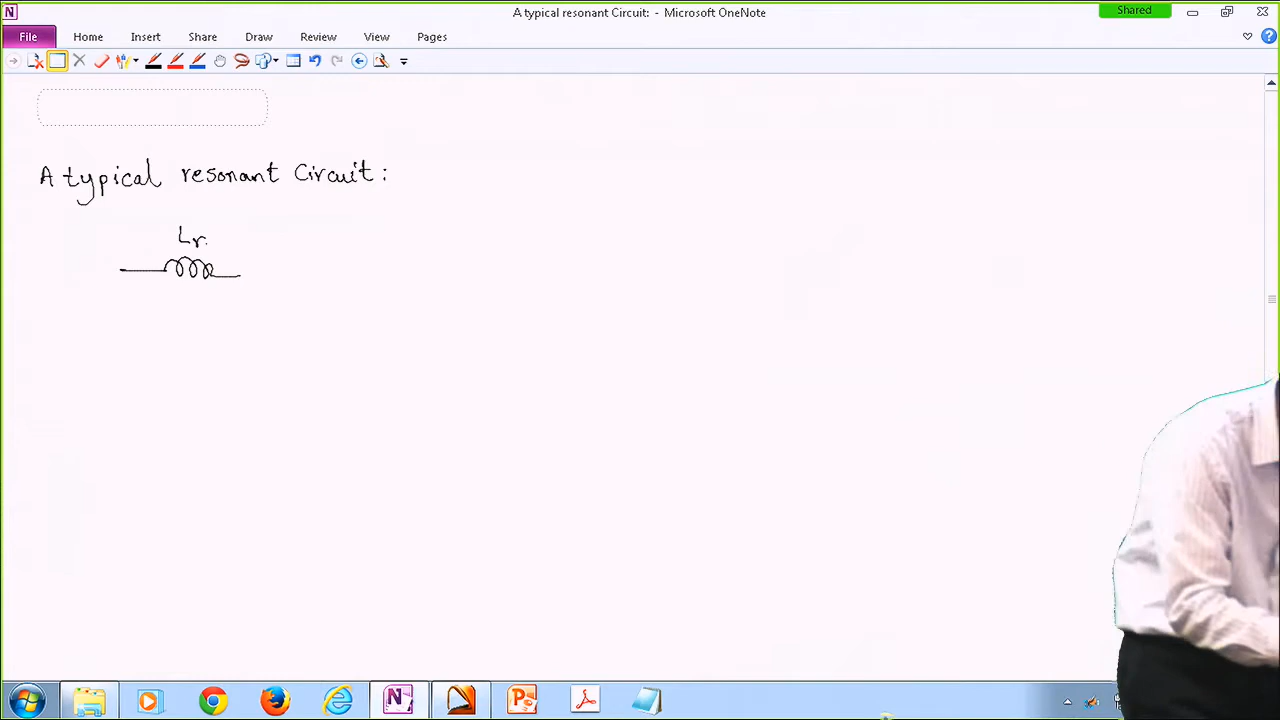 A typical resonant Circuit: - Microsoft OneNote
Shared
File Home Insert Share Draw Review View Pages
A typical resonant Circuit:
Lr